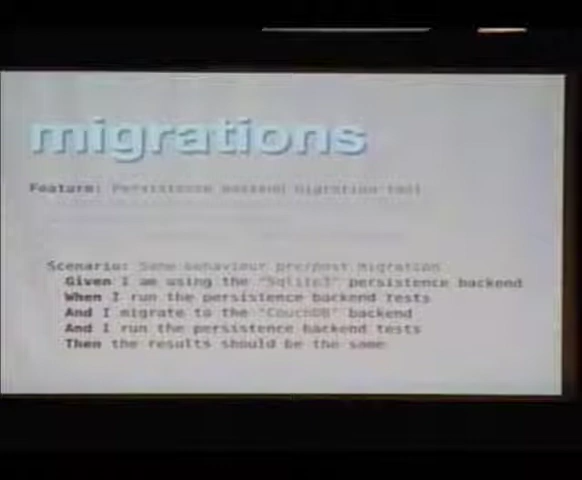 migrations
Feature: Persistence backend migration tool
Scenario: Same behaviour pre/post migration
Given I am using the "Sqlite3" persistence backend
When I run the persistence backend tests
And I migrate to the "CouchDB" backend
And I run the persistence backend tests
Then the results should be the same